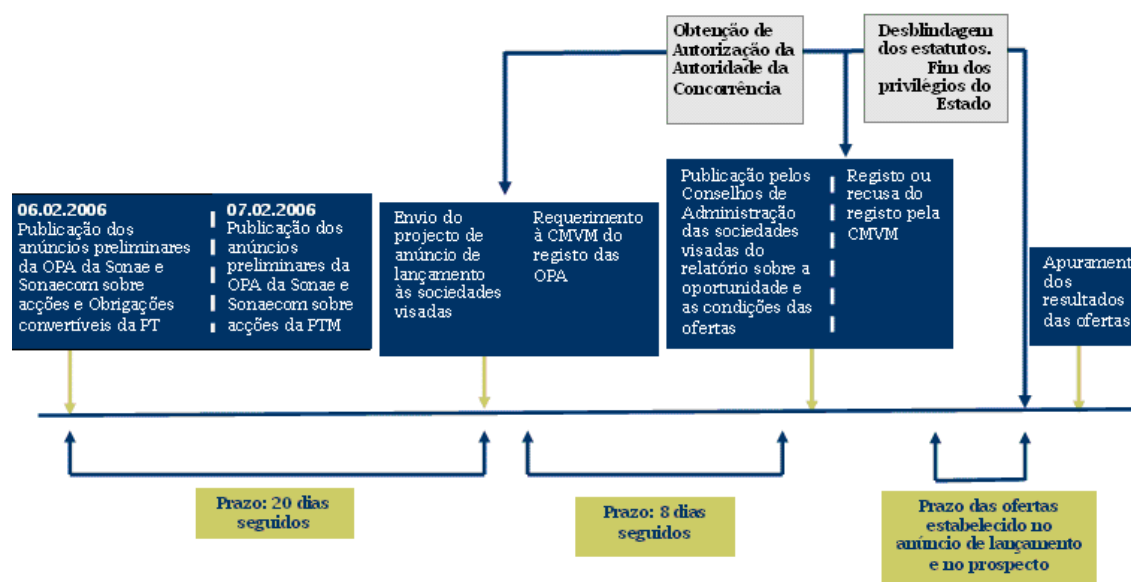 Obtenção de
Autorização da
Autoridade da
Concorrência
Desblindagem
dos estatutos.
Fim dos
privilégios do
Estado
06.02.2006
Publicação dos
anúncios preliminares
da OPA da Sonae e
Sonaecom sobre
acções e Obrigações
convertíveis da PT
07.02.2006
Publicação dos
anúncios
preliminares da
OPA da Sonae e
Sonaecom sobre
acções da PTM
Envio do
projecto de
anúncio de
lançamento
às sociedades
visadas
Requerimento
à CMVM do
registo das
OPA
Publicação pelos
Conselhos de
Administração
das sociedades
visadas do
relatório sobre a
oportunidade e
as condições das
ofertas
Registo ou
recusa do
registo pela
CMVM
Apurament
dos
resultados
das ofertas
Prazo: 20 dias
seguidos
Prazo: 8 dias
seguidos
Prazo das ofertas
estabelecido no
anúncio de lançamento
e no prospecto